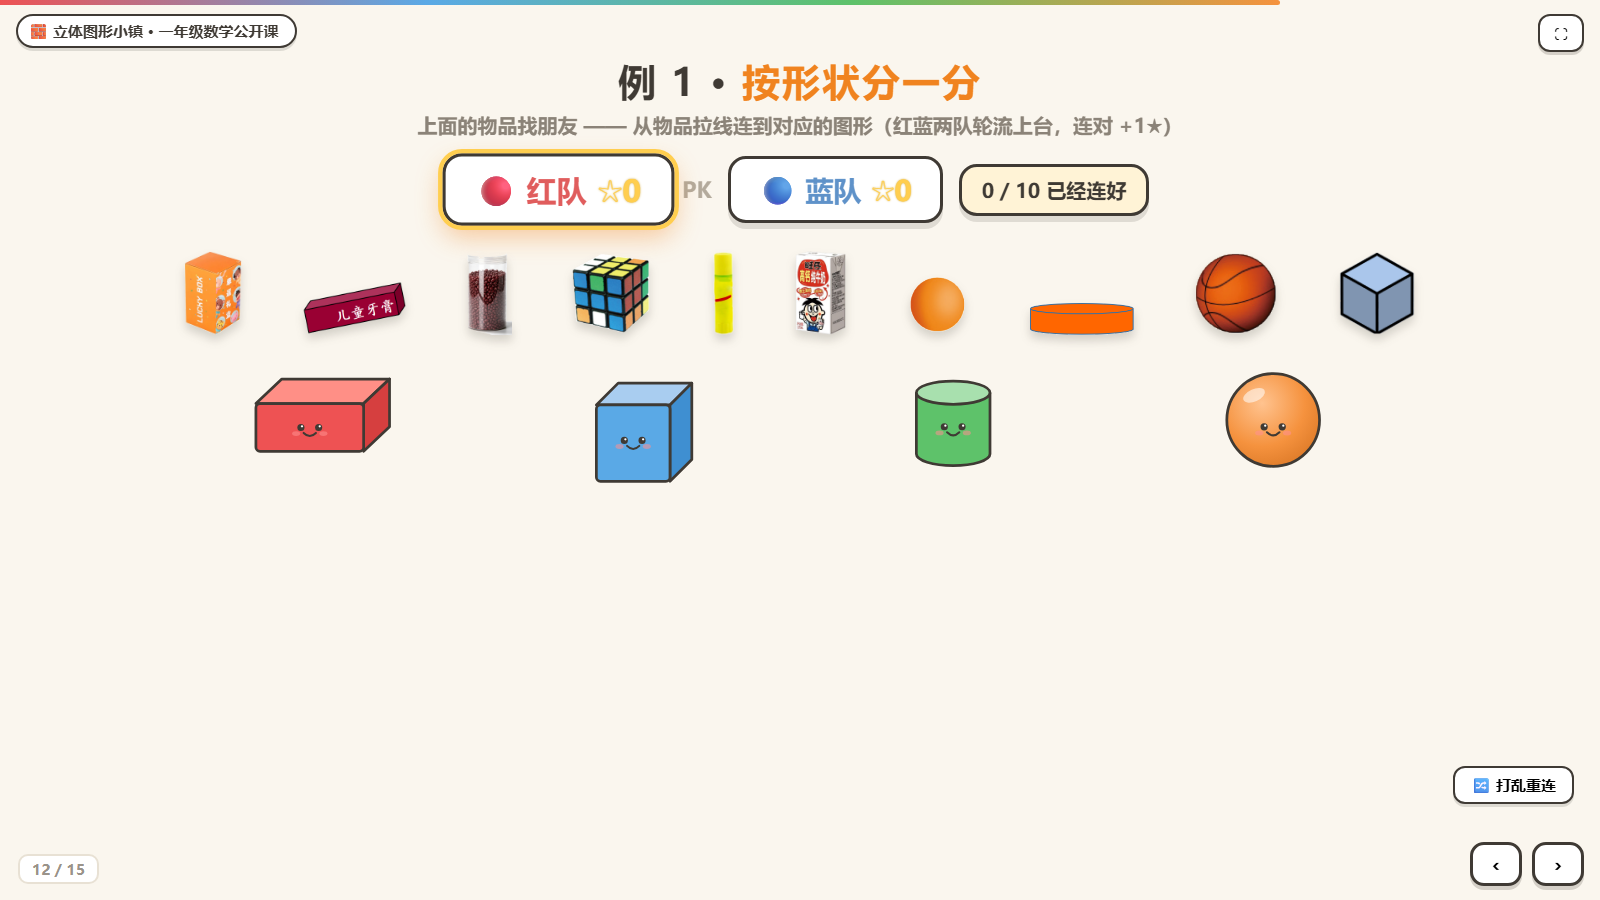 立体图形小镇 • 一年级数学公开课
例 1 • 按形状分一分
上面的物品找朋友 —— 从物品拉线连到对应的图形（红蓝两队轮流上台，连对 +1★）
红队 ☆0 PK 蓝队 ☆0 0 / 10 已经连好
LUCKY BOX
儿童牙膏
旺仔
打乱重连
12 / 15
‹ ›